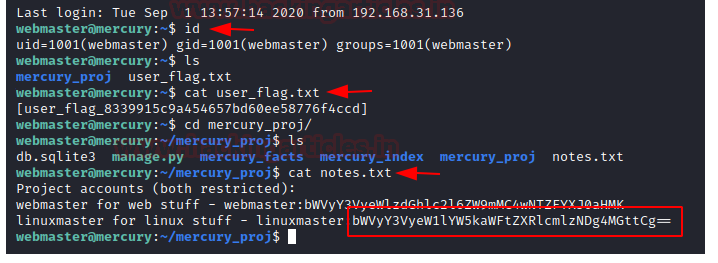 Last login: Tue Sep  1 13:57:14 2020 from 192.168.31.136
webmaster@mercury:~$ id
uid=1001(webmaster) gid=1001(webmaster) groups=1001(webmaster)
webmaster@mercury:~$ ls
mercury_proj  user_flag.txt
webmaster@mercury:~$ cat user_flag.txt
[user_flag_8339915c9a454657bd60ee58776f4ccd]
webmaster@mercury:~$ cd mercury_proj/
webmaster@mercury:~/mercury_proj$ ls
db.sqlite3  manage.py  mercury_facts  mercury_index  mercury_proj  notes.txt
webmaster@mercury:~/mercury_proj$ cat notes.txt
Project accounts (both restricted):
webmaster for web stuff - webmaster:bWVyY3VyeWlzdGhlc2l6ZW9mMC4wNTZFYXJ0aHMK
linuxmaster for linux stuff - linuxmaster bWVyY3VyeW1lYW5kaWFtZXRlcmlzNDg4MGttCg==
webmaster@mercury:~/mercury_proj$